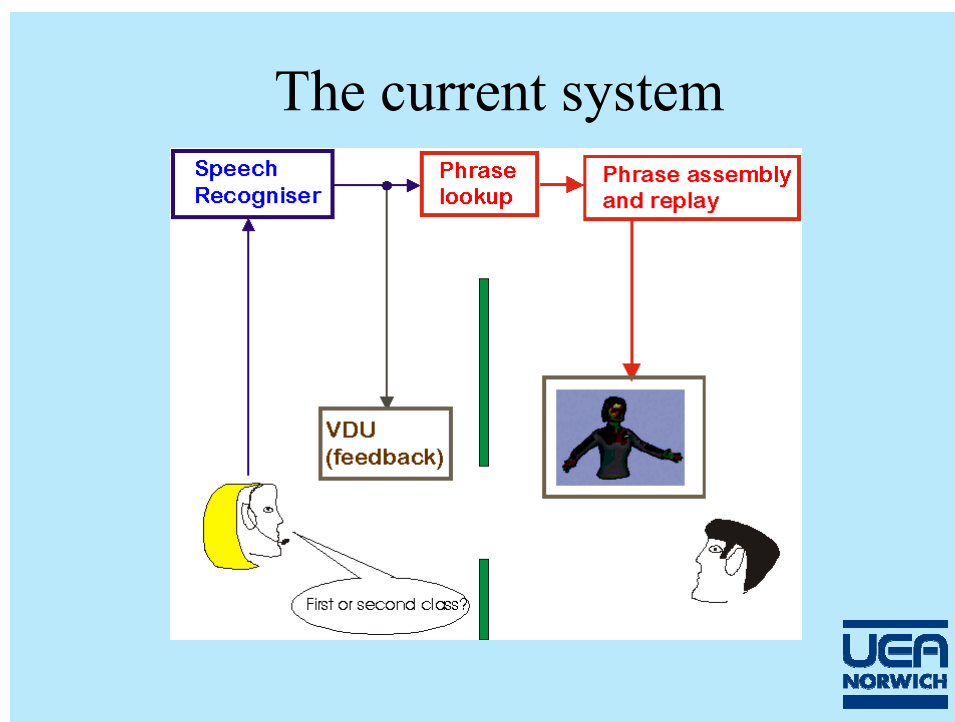 The current system
Speech
Recogniser
Phrase
lookup
Phrase assembly
and replay
VDU
(feedback)
First or second class?
UEA
NORWICH